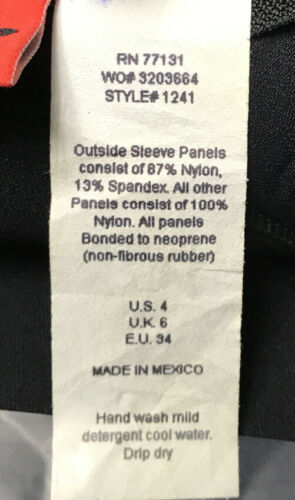 RN 77131
WO# 3203664
STYLE# 1241
Outside Sleeve Panels
consist of 87% Nylon,
13% Spandex. All other
Panels consist of 100%
Nylon. All panels
Bonded to neoprene
(non-fibrous rubber)
U.S. 4
U.K. 6
E.U. 34
MADE IN MEXICO
Hand wash mild
detergent cool water.
Drip dry